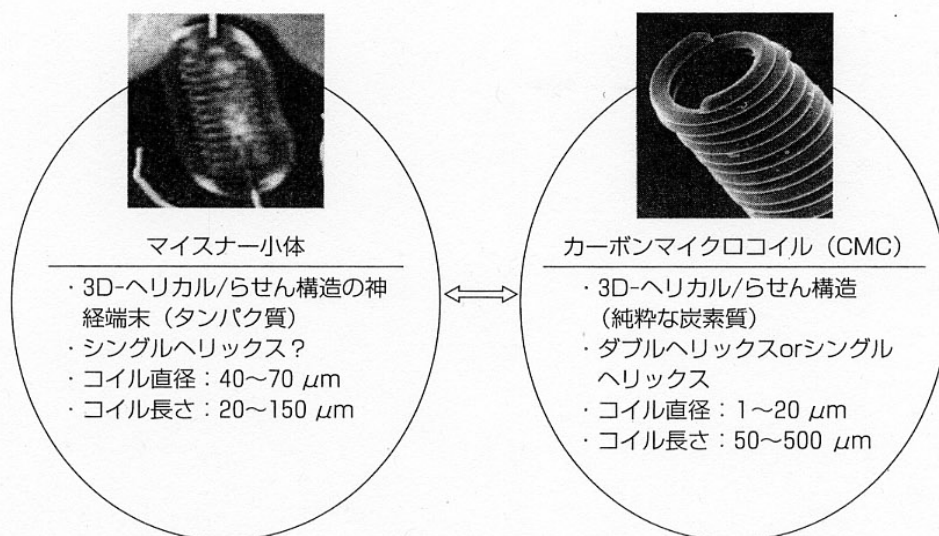 マイスナー小体
・3D-ヘリカル/らせん構造の神
経端末（タンパク質）
・シングルヘリックス？
・コイル直径：40～70 μm
・コイル長さ：20～150 μm
カーボンマイクロコイル（CMC）
・3D-ヘリカル/らせん構造
（純粋な炭素質）
・ダブルヘリックスorシングル
ヘリックス
・コイル直径：1～20 μm
・コイル長さ：50～500 μm